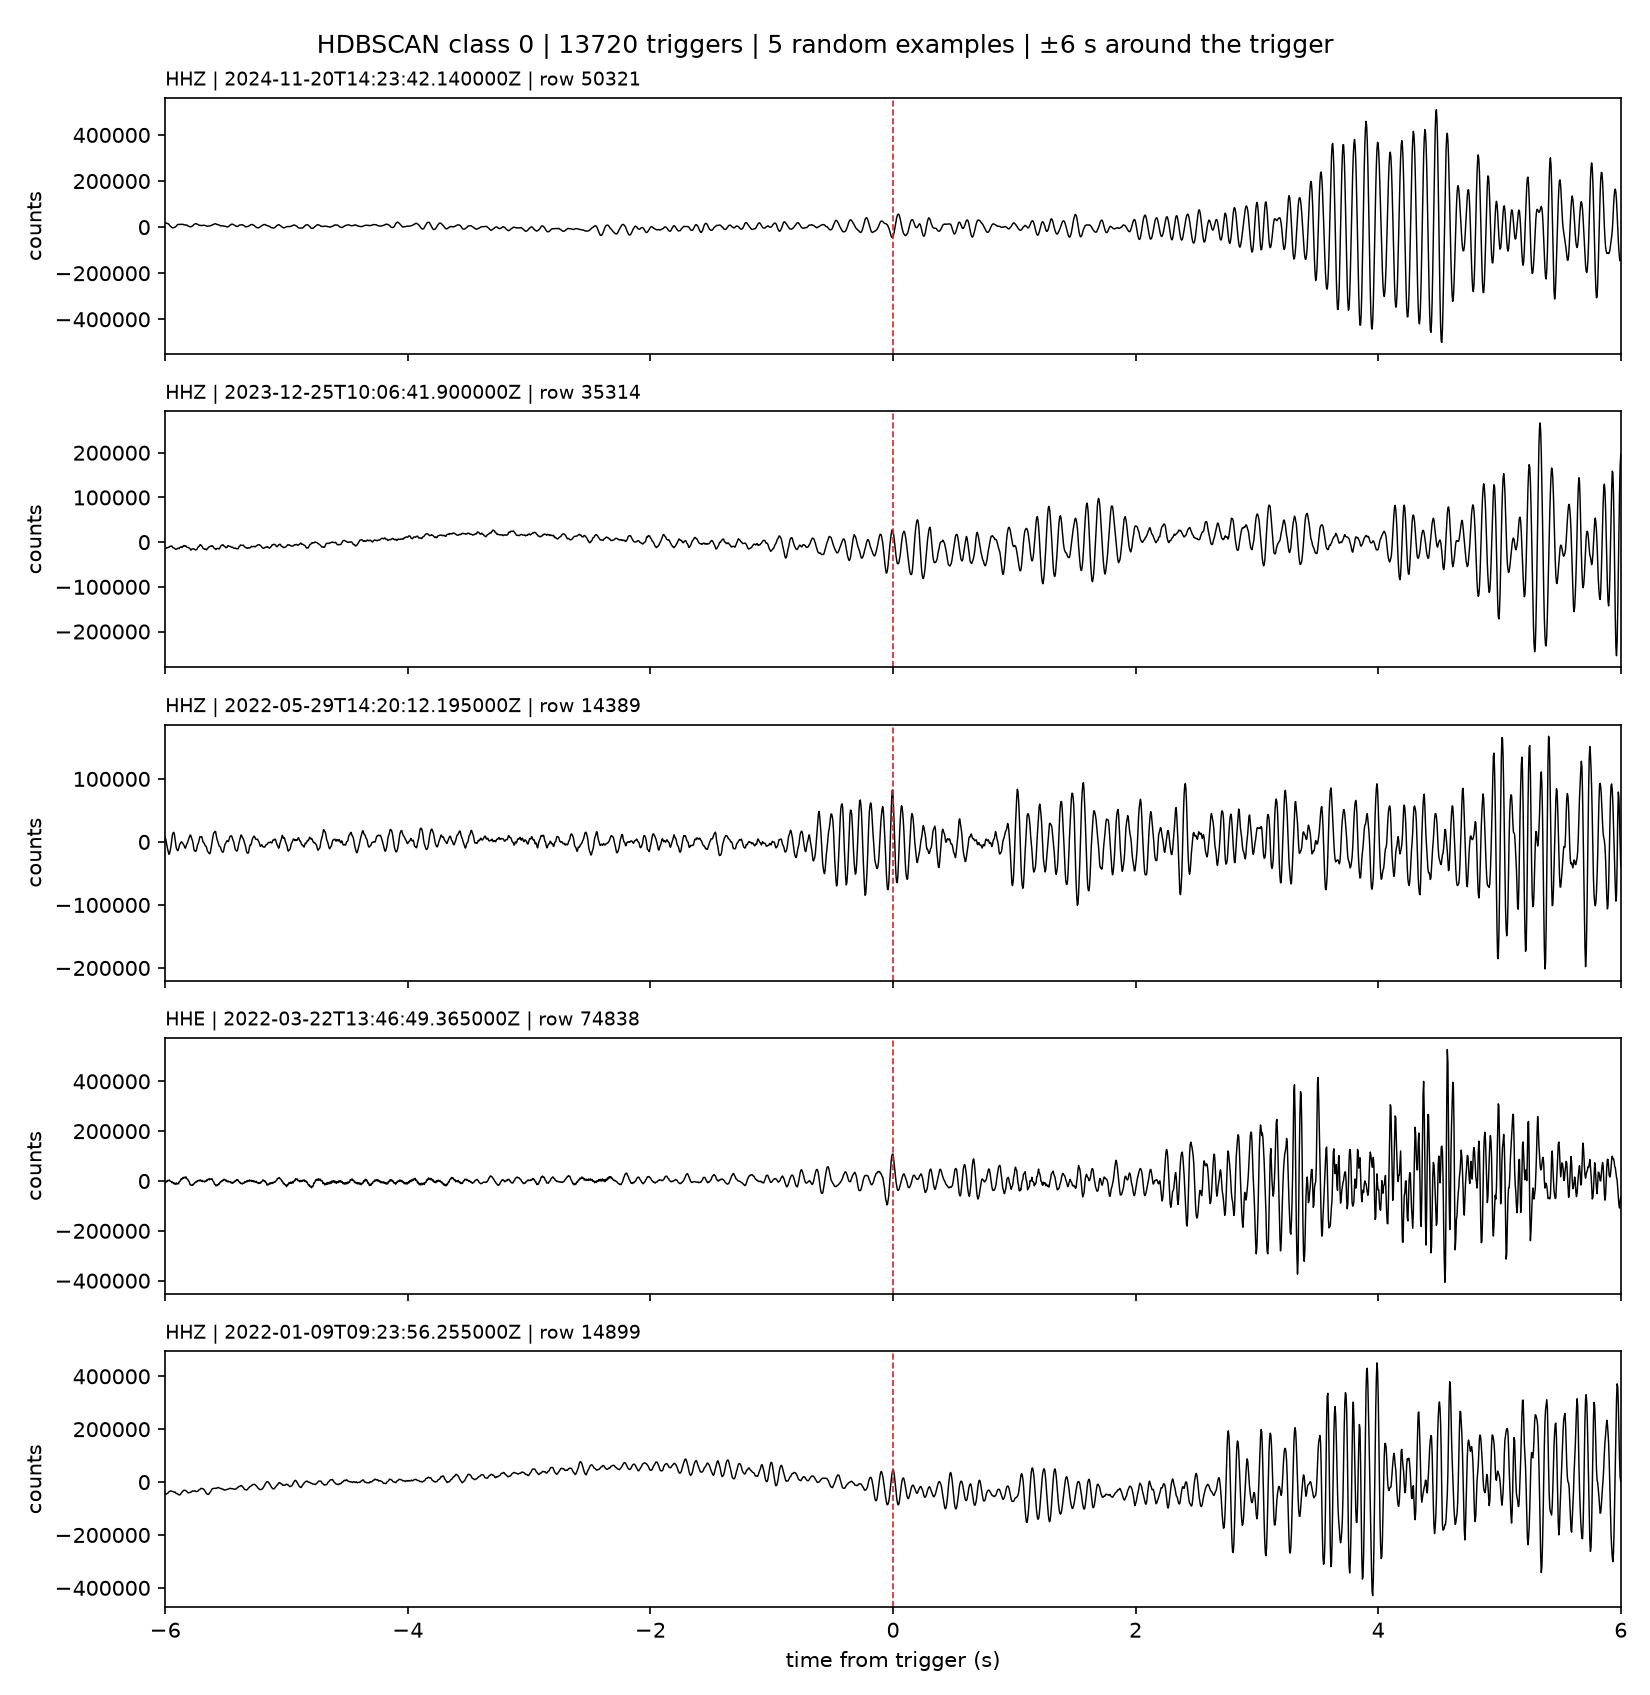 HDBSCAN class 0 | 13720 triggers | 5 random examples | ±6 s around the trigger
HHZ | 2024-11-20T14:23:42.140000Z | row 50321
400000
200000
0
−200000
−400000
counts
HHZ | 2023-12-25T10:06:41.900000Z | row 35314
200000
100000
0
−100000
−200000
counts
HHZ | 2022-05-29T14:20:12.195000Z | row 14389
100000
0
−100000
−200000
counts
HHE | 2022-03-22T13:46:49.365000Z | row 74838
400000
200000
0
−200000
−400000
counts
HHZ | 2022-01-09T09:23:56.255000Z | row 14899
400000
200000
0
−200000
−400000
counts
−6 −4 −2 0 2 4 6
time from trigger (s)